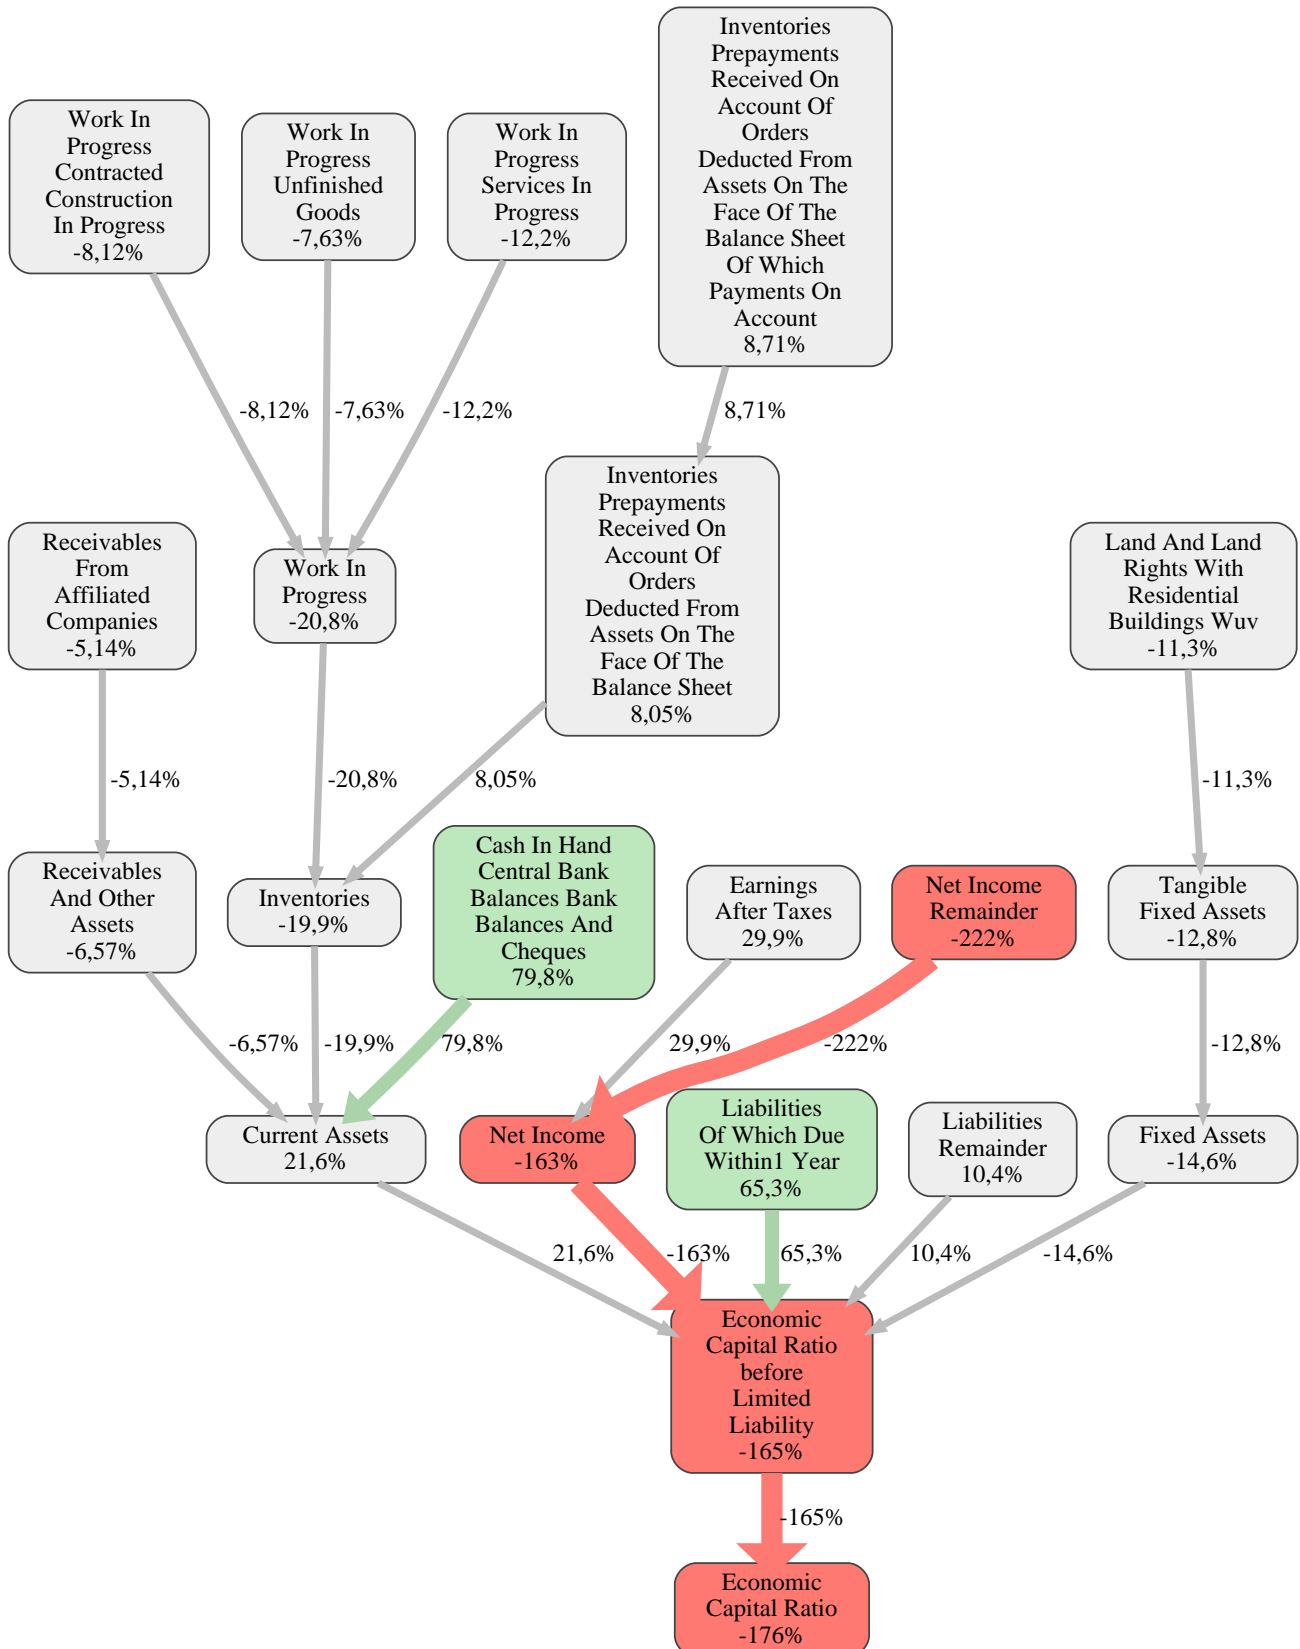 Inventories
Prepayments
Received On
Account Of
Orders
Deducted From
Assets On The
Face Of The
Balance Sheet
Of Which
Payments On
Account
8,71%
Work In
Progress
Contracted
Construction
In Progress
-8,12%
Work In
Progress
Unfinished
Goods
-7,63%
Work In
Progress
Services In
Progress
-12,2%
-8,12%
-7,63%
-12,2%
8,71%
Receivables
From
Affiliated
Companies
-5,14%
Work In
Progress
-20,8%
Inventories
Prepayments
Received On
Account Of
Orders
Deducted From
Assets On The
Face Of The
Balance Sheet
8,05%
Land And Land
Rights With
Residential
Buildings Wuv
-11,3%
-5,14%
-20,8%
8,05%
-11,3%
Receivables
And Other
Assets
-6,57%
Inventories
-19,9%
Cash In Hand
Central Bank
Balances Bank
Balances And
Cheques
79,8%
Earnings
After Taxes
29,9%
Net Income
Remainder
-222%
Tangible
Fixed Assets
-12,8%
-6,57%
-19,9%
79,8%
29,9%
-222%
-12,8%
Current Assets
21,6%
Net Income
-163%
Liabilities
Of Which Due
Within1 Year
65,3%
Liabilities
Remainder
10,4%
Fixed Assets
-14,6%
21,6%
-163%
65,3%
10,4%
-14,6%
Economic
Capital Ratio
before
Limited
Liability
-165%
-165%
Economic
Capital Ratio
-176%